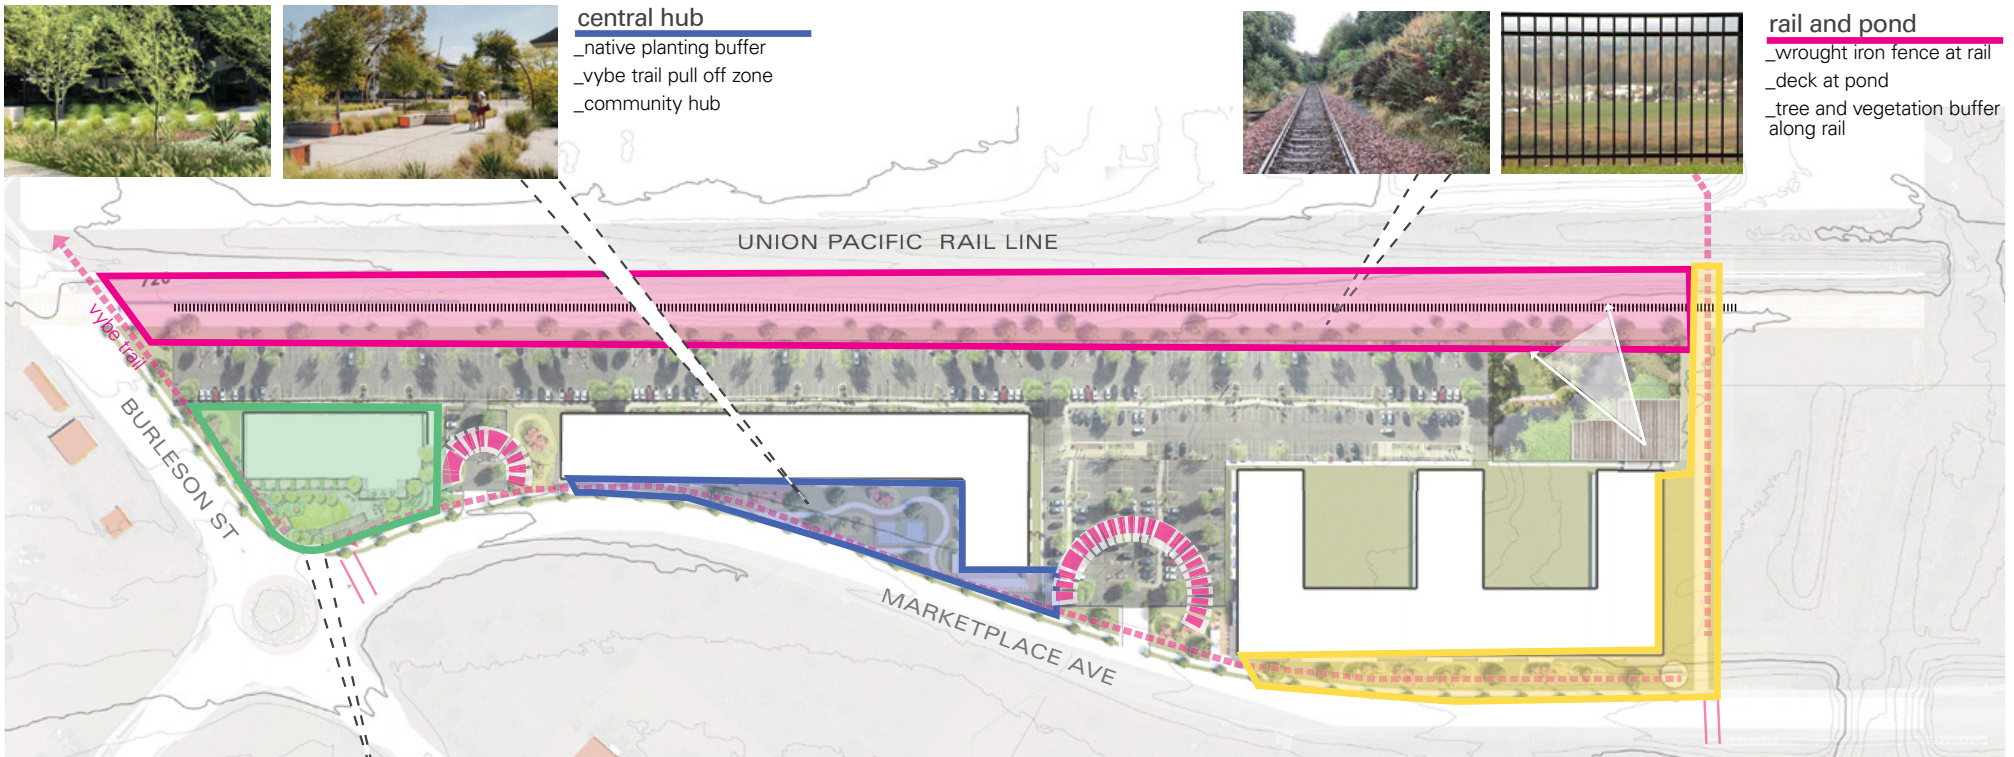 central hub
_native planting buffer
_vybe trail pull off zone
_community hub
rail and pond
_wrought iron fence at rail
_deck at pond
_tree and vegetation buffer
along rail
UNION PACIFIC RAIL LINE
vybe trail
BURLESON ST
MARKETPLACE AVE